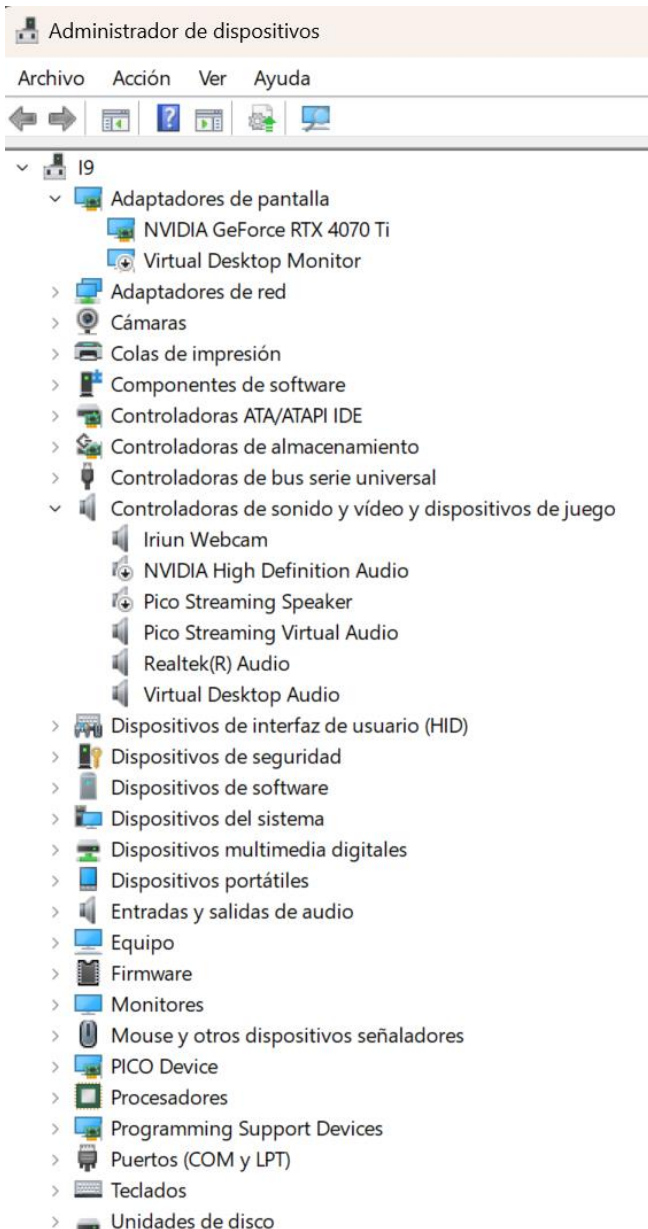 Administrador de dispositivos
Archivo Acción Ver Ayuda
I9
Adaptadores de pantalla
NVIDIA GeForce RTX 4070 Ti
Virtual Desktop Monitor
Adaptadores de red
Cámaras
Colas de impresión
Componentes de software
Controladoras ATA/ATAPI IDE
Controladoras de almacenamiento
Controladoras de bus serie universal
Controladoras de sonido y vídeo y dispositivos de juego
Iriun Webcam
NVIDIA High Definition Audio
Pico Streaming Speaker
Pico Streaming Virtual Audio
Realtek(R) Audio
Virtual Desktop Audio
Dispositivos de interfaz de usuario (HID)
Dispositivos de seguridad
Dispositivos de software
Dispositivos del sistema
Dispositivos multimedia digitales
Dispositivos portátiles
Entradas y salidas de audio
Equipo
Firmware
Monitores
Mouse y otros dispositivos señaladores
PICO Device
Procesadores
Programming Support Devices
Puertos (COM y LPT)
Teclados
Unidades de disco